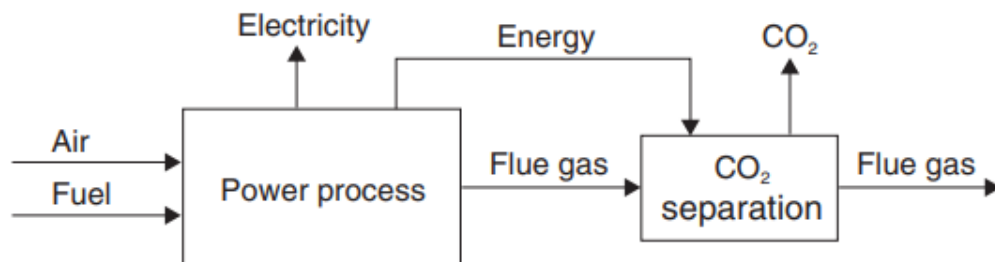 Electricity
Energy
CO₂
Air
Fuel
Power process
Flue gas
CO₂
separation
Flue gas